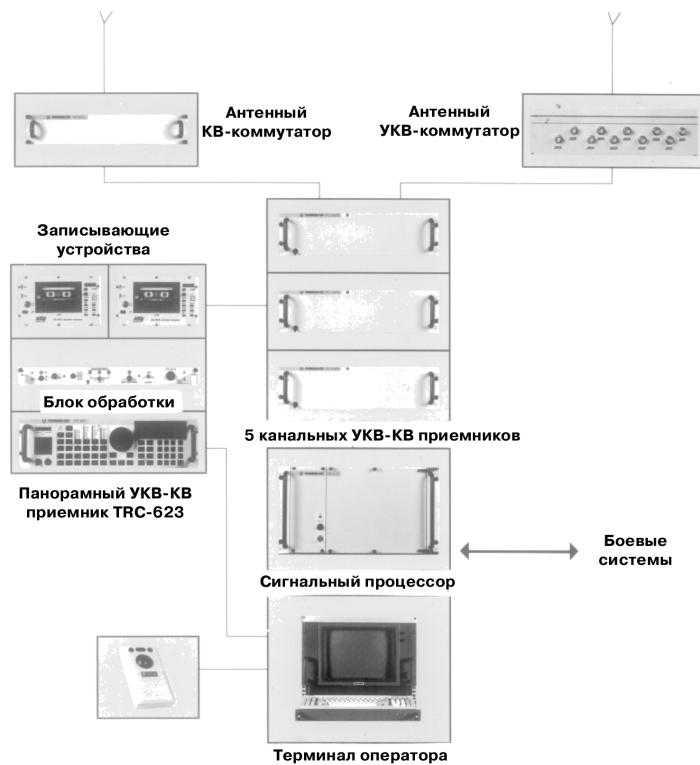 Антенный
КВ-коммутатор
Антенный
УКВ-коммутатор
Записывающие
устройства
Блок обработки
5 канальных УКВ-КВ приемников
Панорамный УКВ-КВ
приемник TRC-623
Боевые
системы
Сигнальный процессор
Терминал оператора